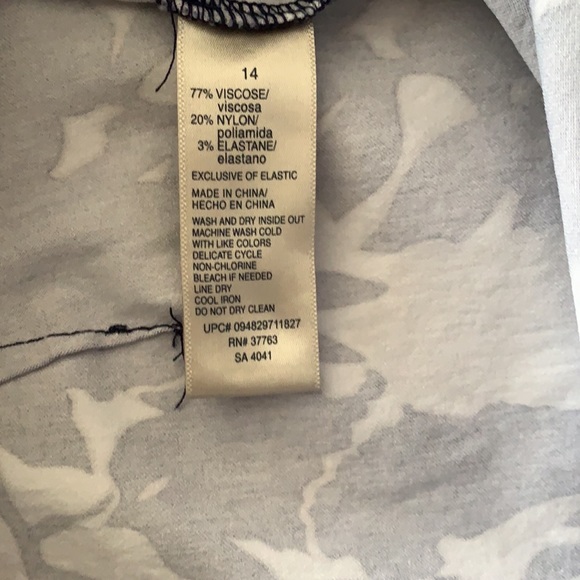 14
77% VISCOSE/
viscosa
20% NYLON/
poliamida
3% ELASTANE/
elastano
EXCLUSIVE OF ELASTIC
MADE IN CHINA/
HECHO EN CHINA
WASH AND DRY INSIDE OUT
MACHINE WASH COLD
WITH LIKE COLORS
DELICATE CYCLE
NON-CHLORINE
BLEACH IF NEEDED
LINE DRY
COOL IRON
DO NOT DRY CLEAN
UPC# 094829711827
RN# 37763
SA 4041